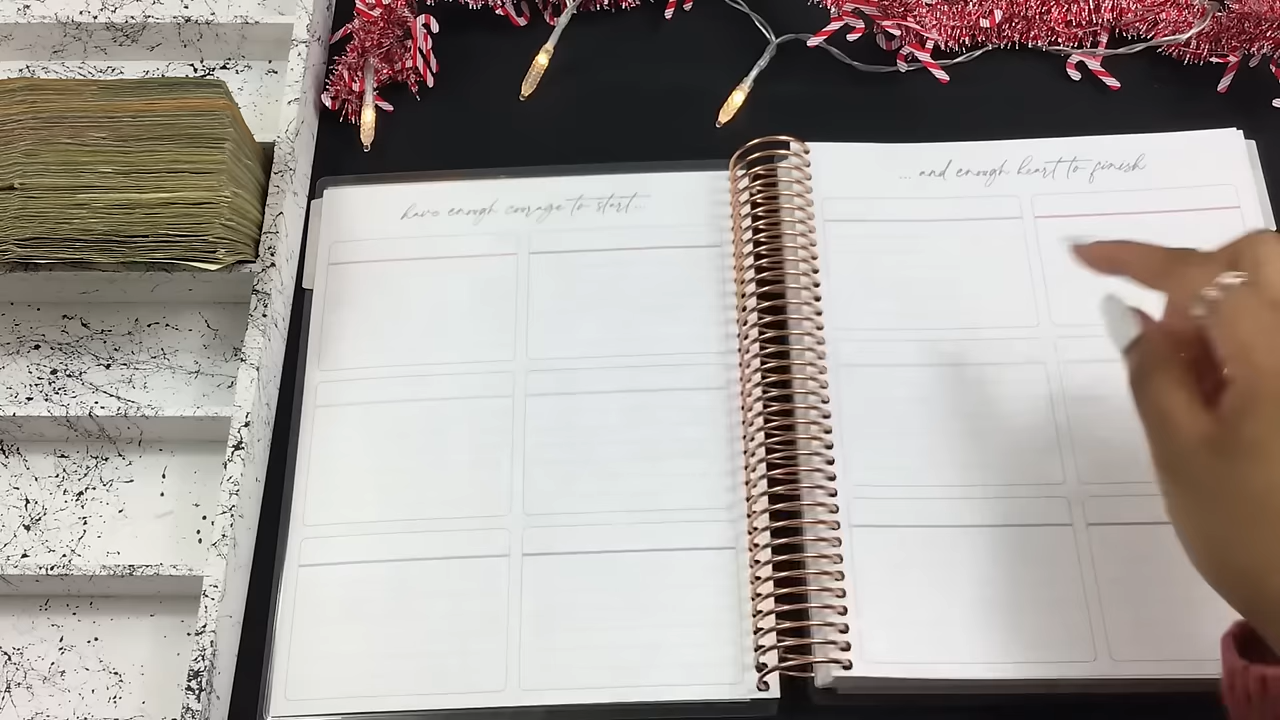 have enough courage to start...
... and enough heart to finish